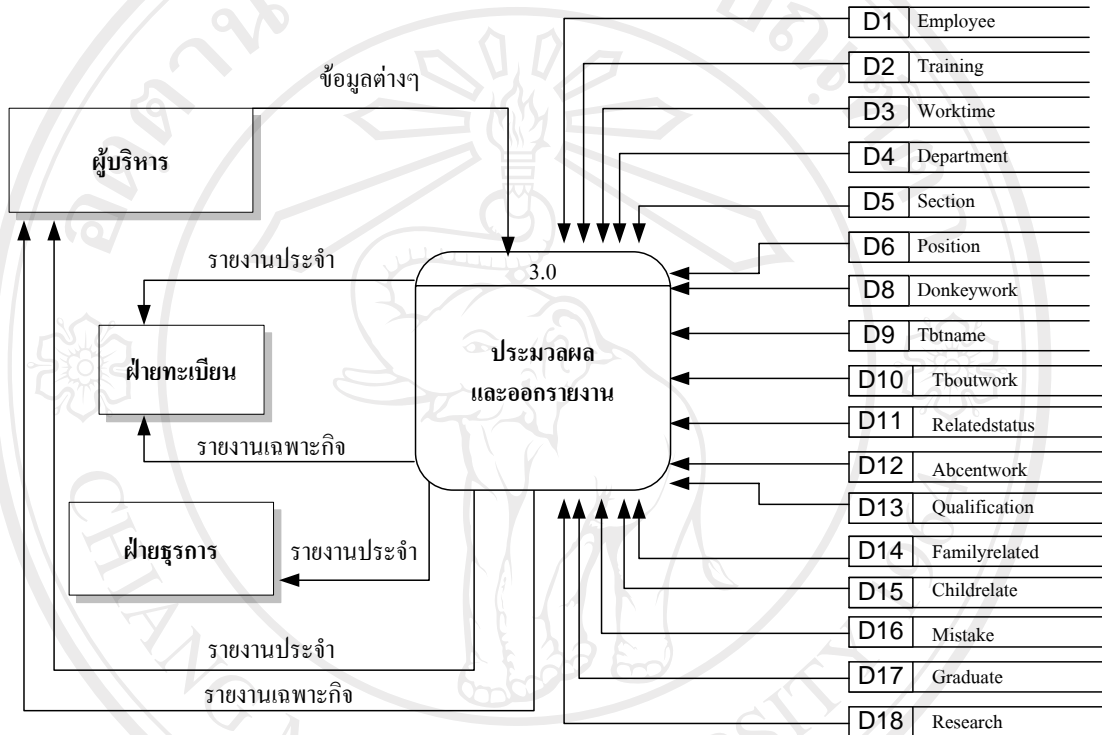 ข้อมูลต่างๆ
ผู้บริหาร
รายงานประจำ
ฝ่ายทะเบียน
รายงานเฉพาะกิจ
ฝ่ายธุรการ
รายงานประจำ
รายงานประจำ
รายงานเฉพาะกิจ
3.0
ประมวลผล
และออกรายงาน
D1 Employee
D2 Training
D3 Worktime
D4 Department
D5 Section
D6 Position
D8 Donkeywork
D9 Tbtname
D10 Tboutwork
D11 Relatedstatus
D12 Abcentwork
D13 Qualification
D14 Familyrelated
D15 Childrelate
D16 Mistake
D17 Graduate
D18 Research
CHIANG